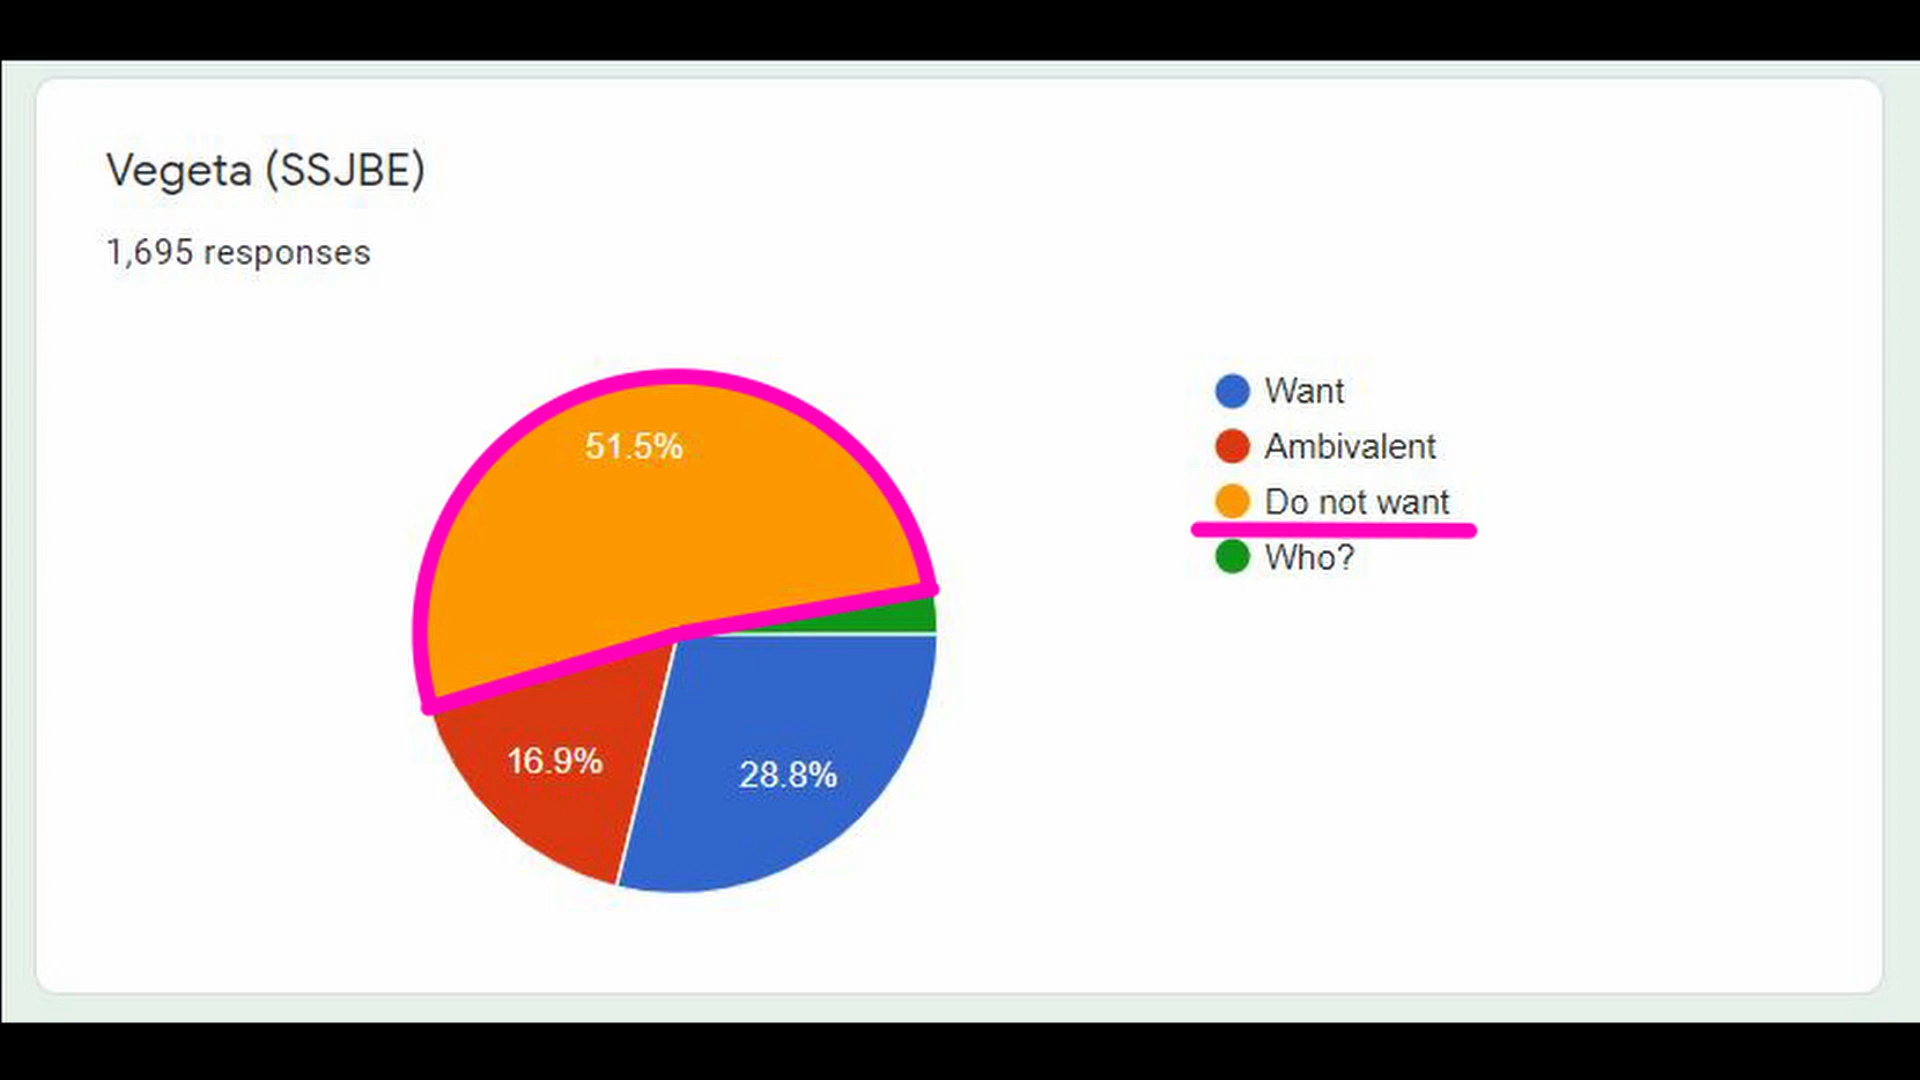 Vegeta (SSJBE)
1,695 responses
51.5%
16.9%
28.8%
Want
Ambivalent
Do not want
Who?